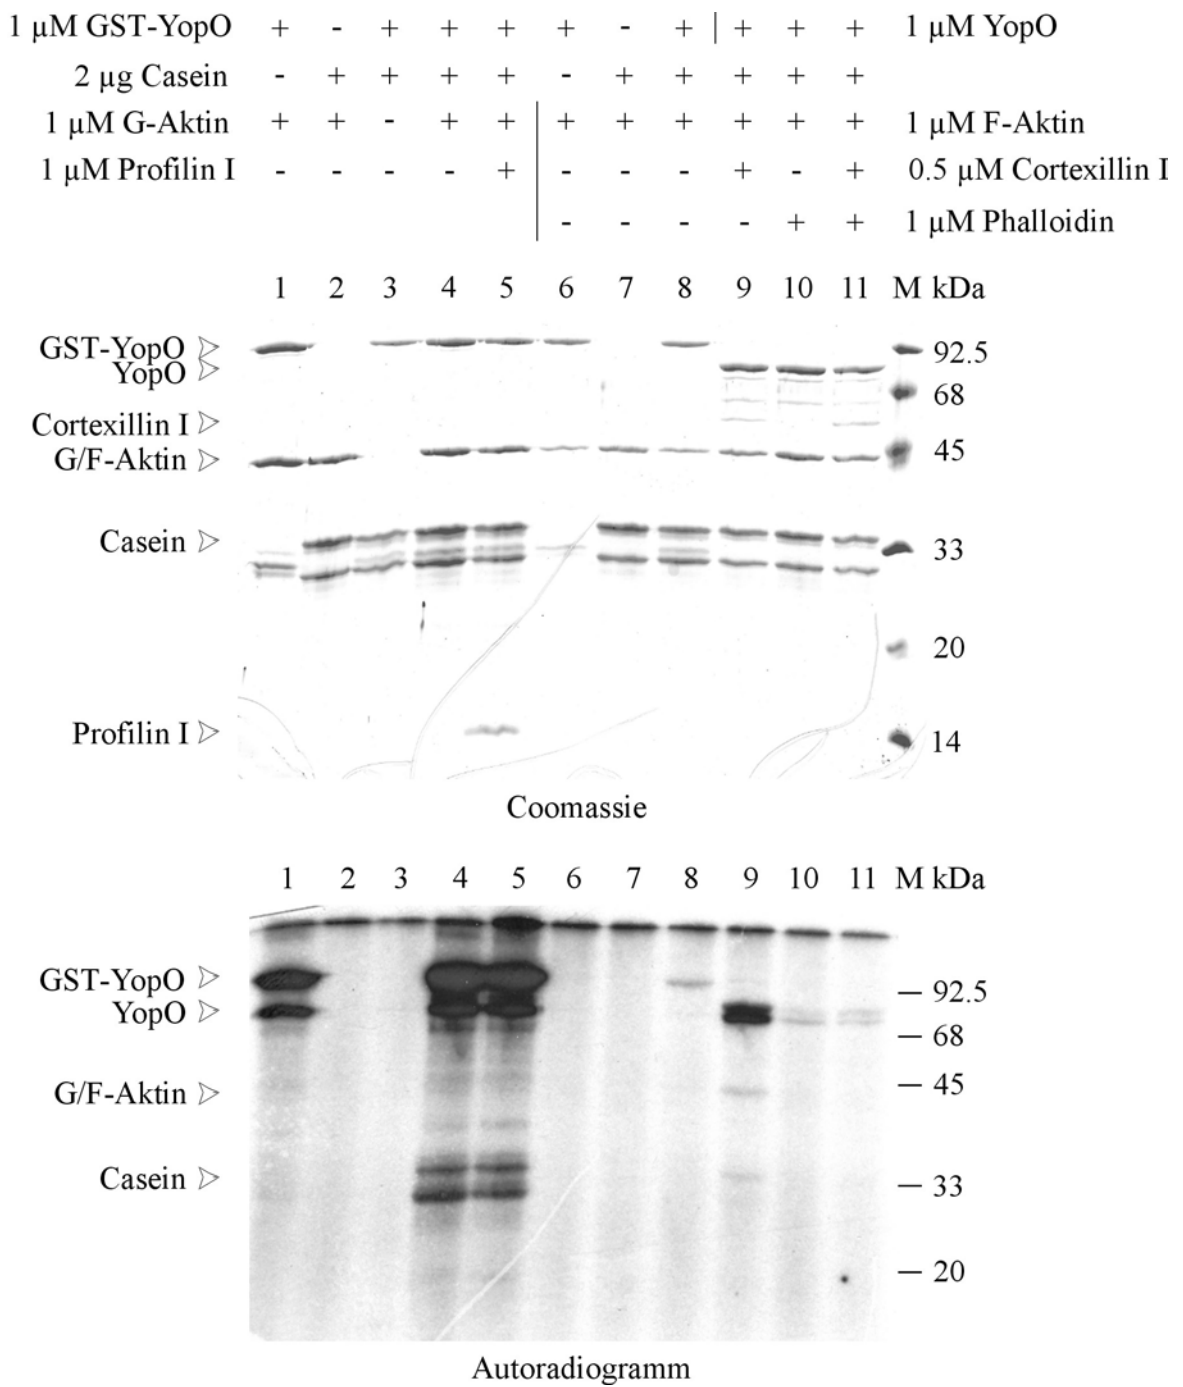 1 µM GST-YopO + - + + + + - + | + + + 1 µM YopO
2 µg Casein - + + + + - + + + + +
1 µM G-Aktin + + - + + + + + + + + 1 µM F-Aktin
1 µM Profilin I - - - - + - - - + - + 0.5 µM Cortexillin I
- - - - + + 1 µM Phalloidin
1 2 3 4 5 6 7 8 9 10 11 M kDa
GST-YopO 92.5
YopO
68
Cortexillin I
G/F-Aktin 45
Casein 33
20
Profilin I 14
Coomassie
1 2 3 4 5 6 7 8 9 10 11 M kDa
GST-YopO 92.5
YopO
68
G/F-Aktin 45
Casein 33
20
Autoradiogramm